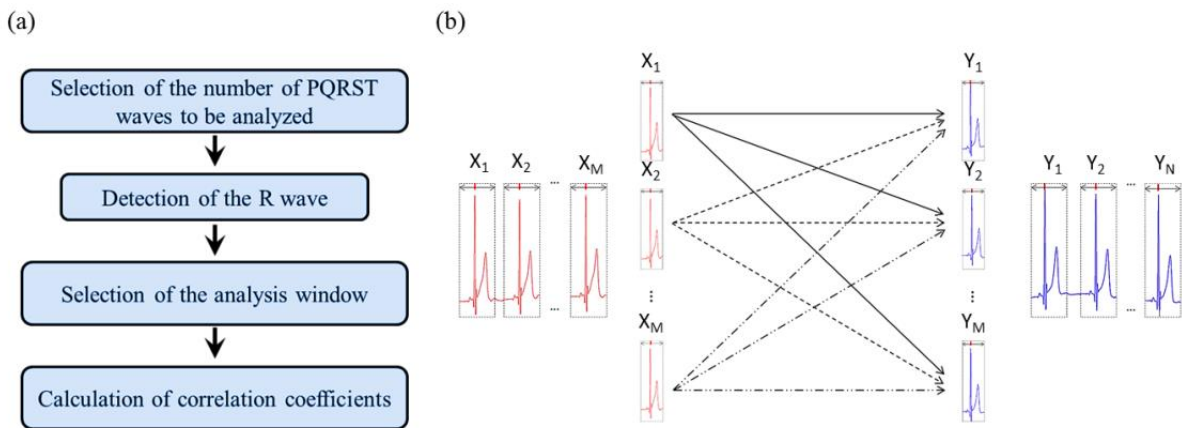 (a)
Selection of the number of PQRST
waves to be analyzed
Detection of the R wave
Selection of the analysis window
Calculation of correlation coefficients
(b)
X1 X2 ... XM
X1
X2
⋮
XM
Y1
Y2
⋮
YM
Y1 Y2 ... YN
...
...